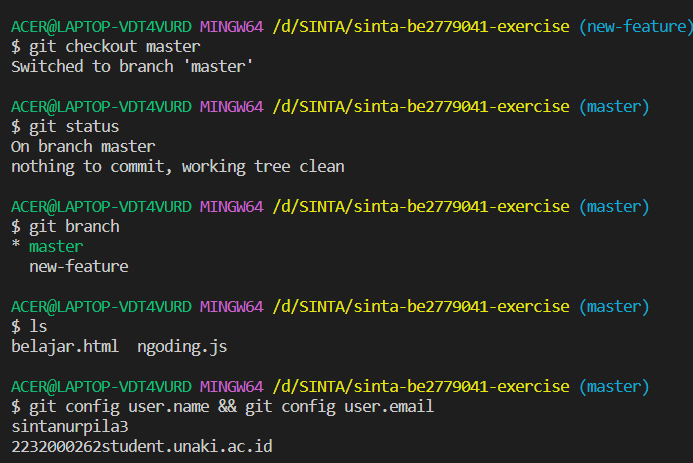 ACER@LAPTOP-VDT4VURD MINGW64 /d/SINTA/sinta-be2779041-exercise (new-feature)
$ git checkout master
Switched to branch 'master'
ACER@LAPTOP-VDT4VURD MINGW64 /d/SINTA/sinta-be2779041-exercise (master)
$ git status
On branch master
nothing to commit, working tree clean
ACER@LAPTOP-VDT4VURD MINGW64 /d/SINTA/sinta-be2779041-exercise (master)
$ git branch
* master
  new-feature
ACER@LAPTOP-VDT4VURD MINGW64 /d/SINTA/sinta-be2779041-exercise (master)
$ ls
belajar.html  ngoding.js
ACER@LAPTOP-VDT4VURD MINGW64 /d/SINTA/sinta-be2779041-exercise (master)
$ git config user.name && git config user.email
sintanurpila3
2232000262student.unaki.ac.id